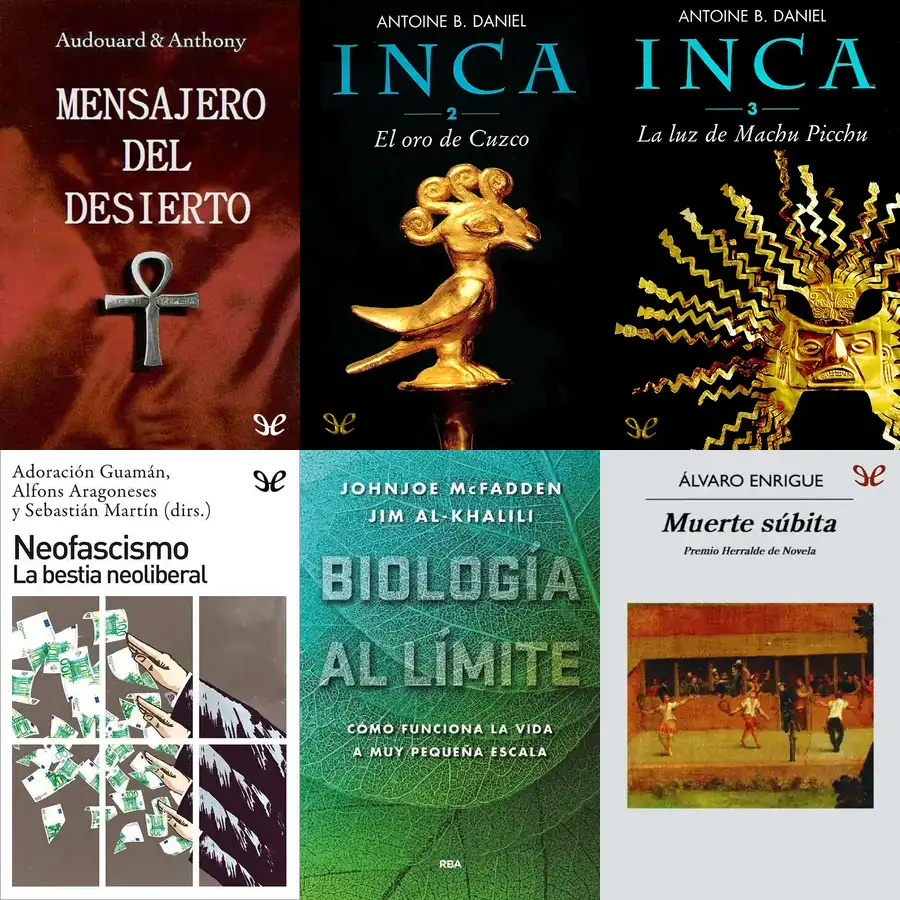 Audouard & Anthony
MENSAJERO
DEL
DESIERTO
ANTOINE B. DANIEL
INCA
2
El oro de Cuzco
ANTOINE B. DANIEL
INCA
3
La luz de Machu Picchu
Adoración Guamán,
Alfons Aragoneses
y Sebastián Martín (dirs.)
Neofascismo
La bestia neoliberal
JOHNJOE McFADDEN
JIM AL-KHALILI
BIOLOGÍA
AL LÍMITE
CÓMO FUNCIONA LA VIDA
A MUY PEQUEÑA ESCALA
RBA
ÁLVARO ENRIGUE
Muerte súbita
Premio Herralde de Novela